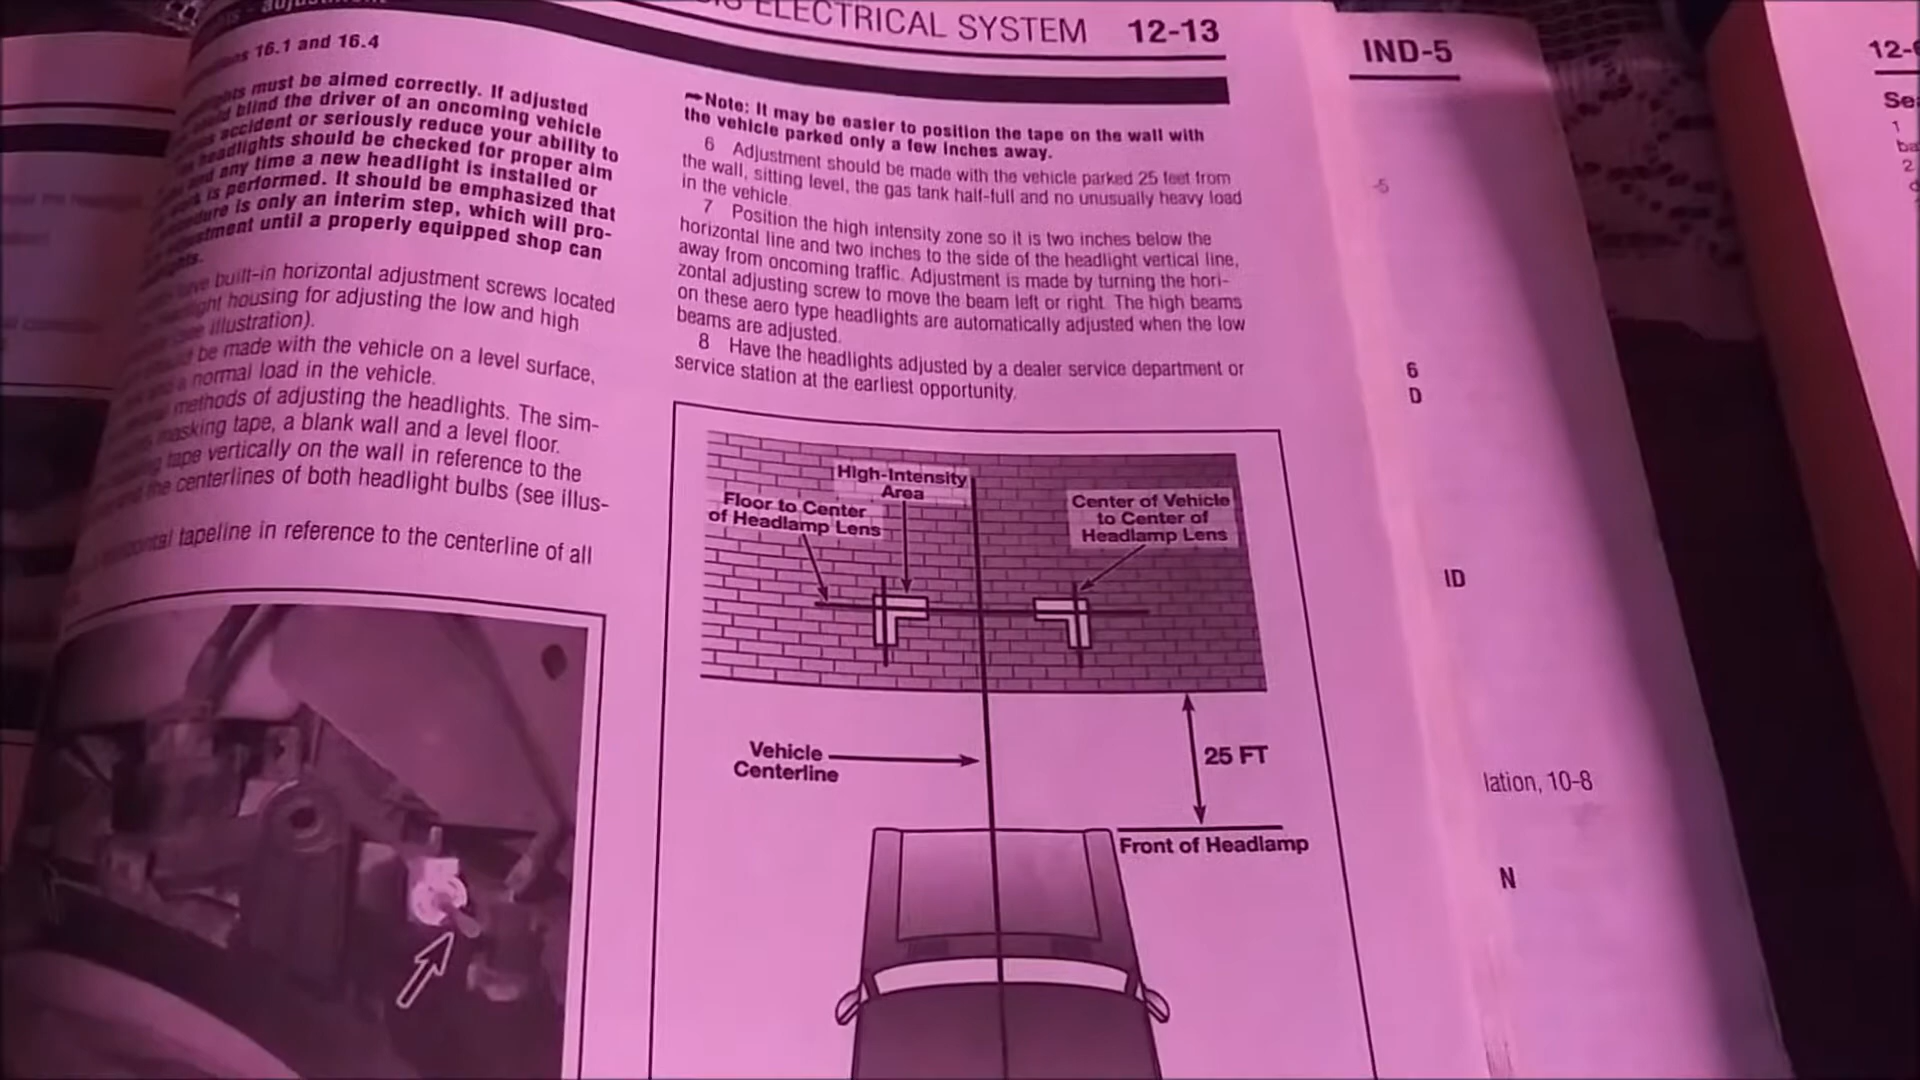 ELECTRICAL SYSTEM 12-13
16.1 and 16.4
must be aimed correctly. If adjusted
blind the driver of an oncoming vehicle
accident or seriously reduce your ability to
headlights should be checked for proper aim
any time a new headlight is installed or
is performed. It should be emphasized that
is only an interim step, which will pro-
until a properly equipped shop can
built-in horizontal adjustment screws located
housing for adjusting the low and high
illustration).
be made with the vehicle on a level surface,
a normal load in the vehicle.
methods of adjusting the headlights. The sim-
masking tape, a blank wall and a level floor.
tape vertically on the wall in reference to the
the centerlines of both headlight bulbs (see illus-
tapeline in reference to the centerline of all
Note: It may be easier to position the tape on the wall with
the vehicle parked only a few inches away.
6 Adjustment should be made with the vehicle parked 25 feet from
the wall, sitting level, the gas tank half-full and no unusually heavy load
in the vehicle.
7 Position the high intensity zone so it is two inches below the
horizontal line and two inches to the side of the headlight vertical line,
away from oncoming traffic. Adjustment is made by turning the hori-
zontal adjusting screw to move the beam left or right. The high beams
on these aero type headlights are automatically adjusted when the low
beams are adjusted.
8 Have the headlights adjusted by a dealer service department or
service station at the earliest opportunity.
High-Intensity
Area
Floor to Center
of Headlamp Lens
Center of Vehicle
to Center of
Headlamp Lens
Vehicle
Centerline
25 FT
Front of Headlamp
IND-5
-5
6
D
ID
lation, 10-8
N
12-
Se
1
ba
2